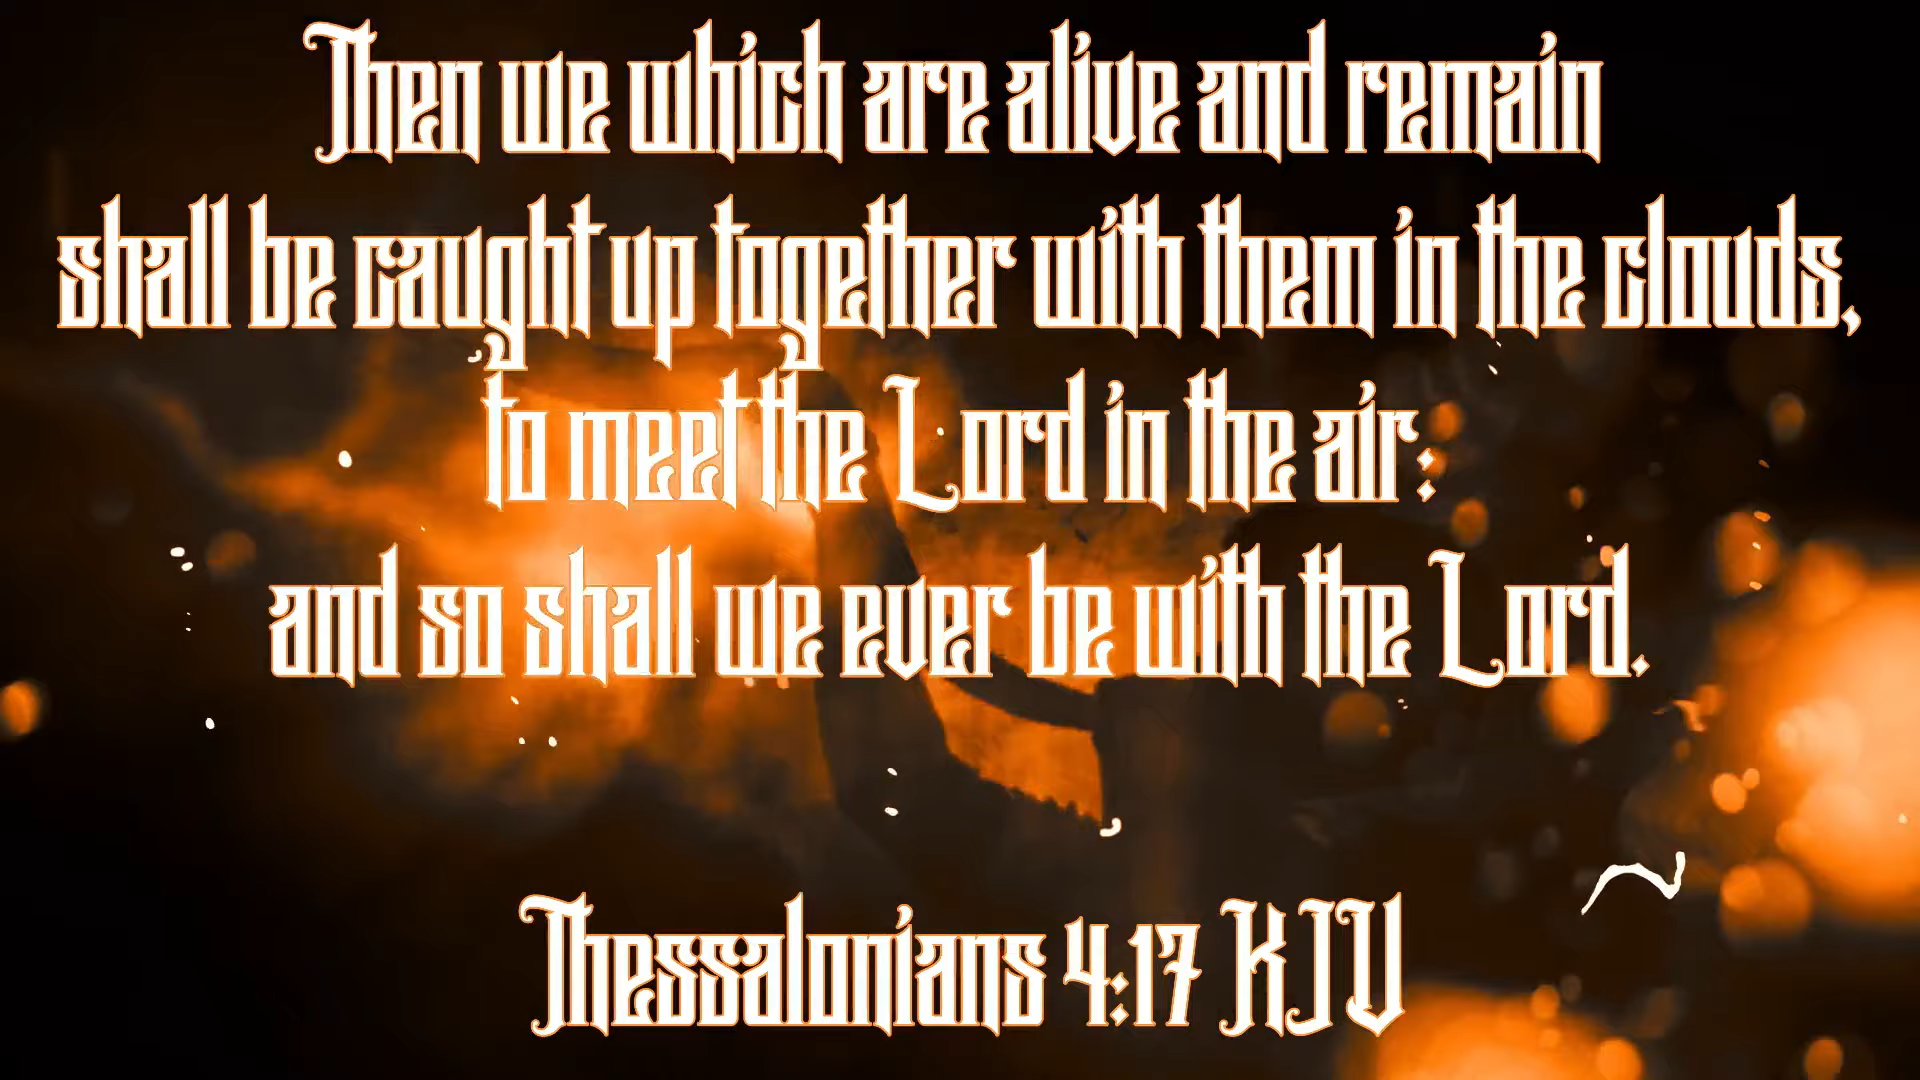 Then we which are alive and remain
shall be caught up together with them in the clouds,
to meet the Lord in the air:
and so shall we ever be with the Lord.
Thessalonians 4:17 KJV